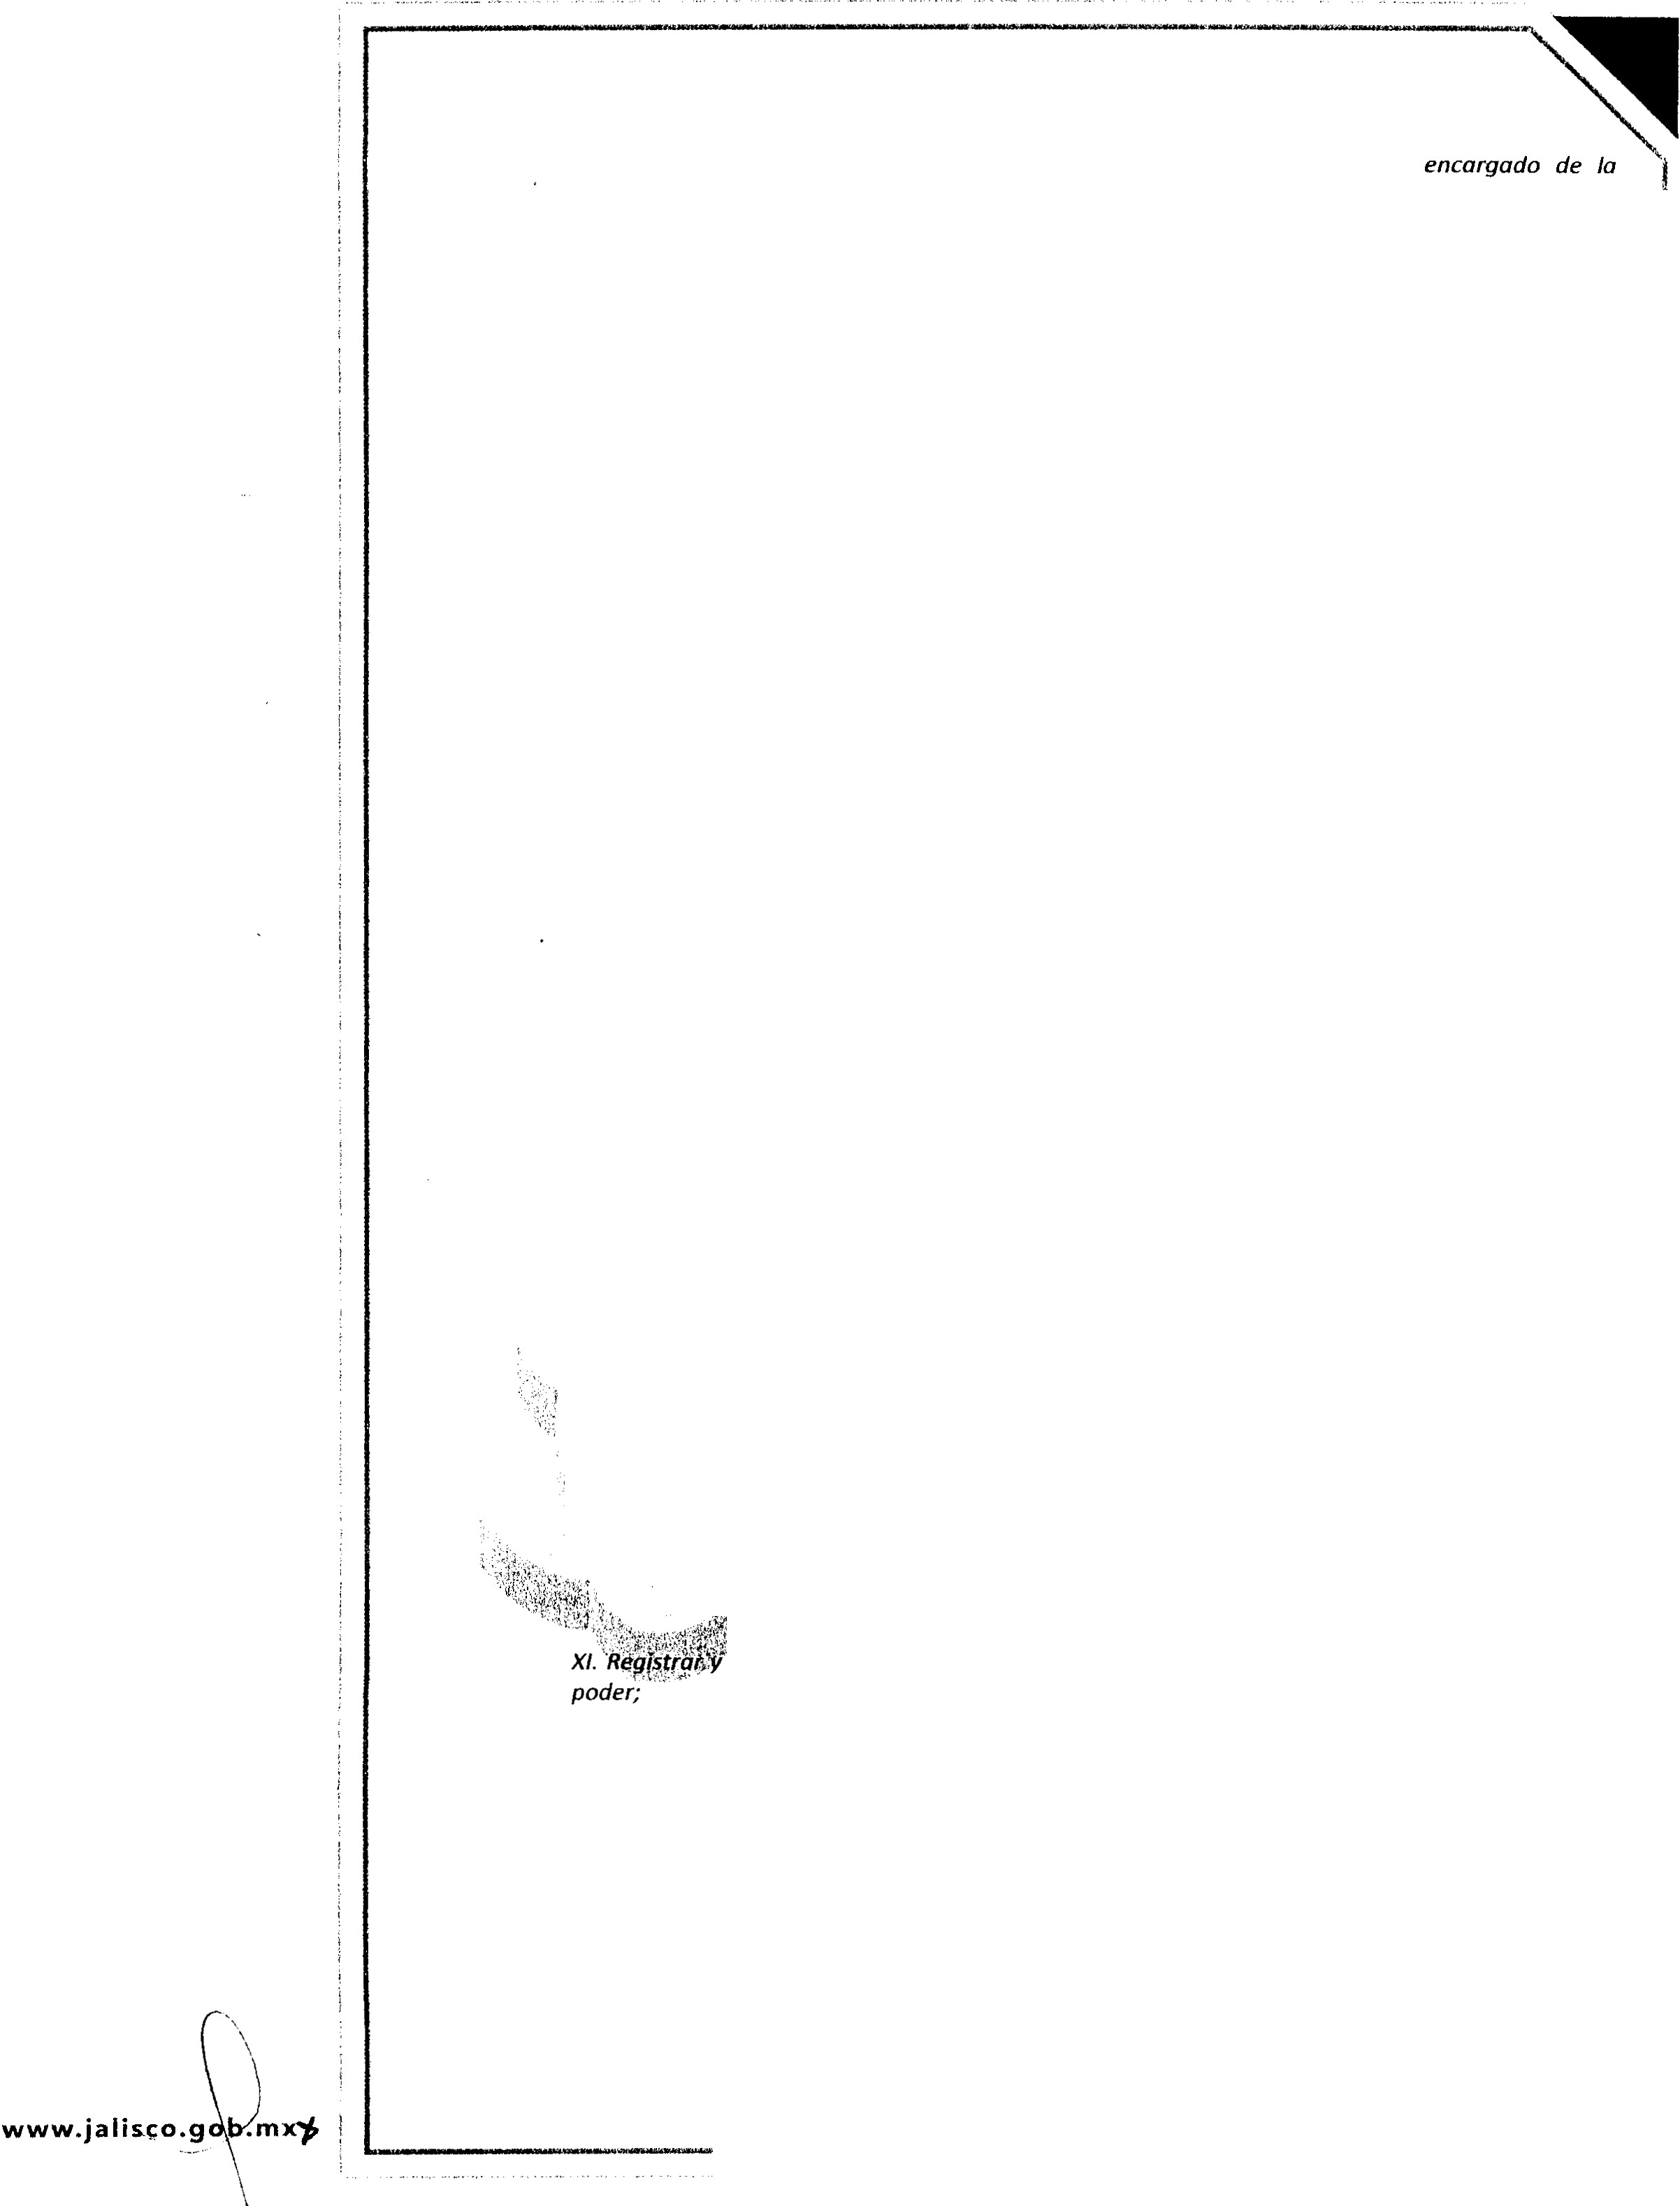 encargado de la
XI. Registrar y
poder;
www.jalisco.gob.mx